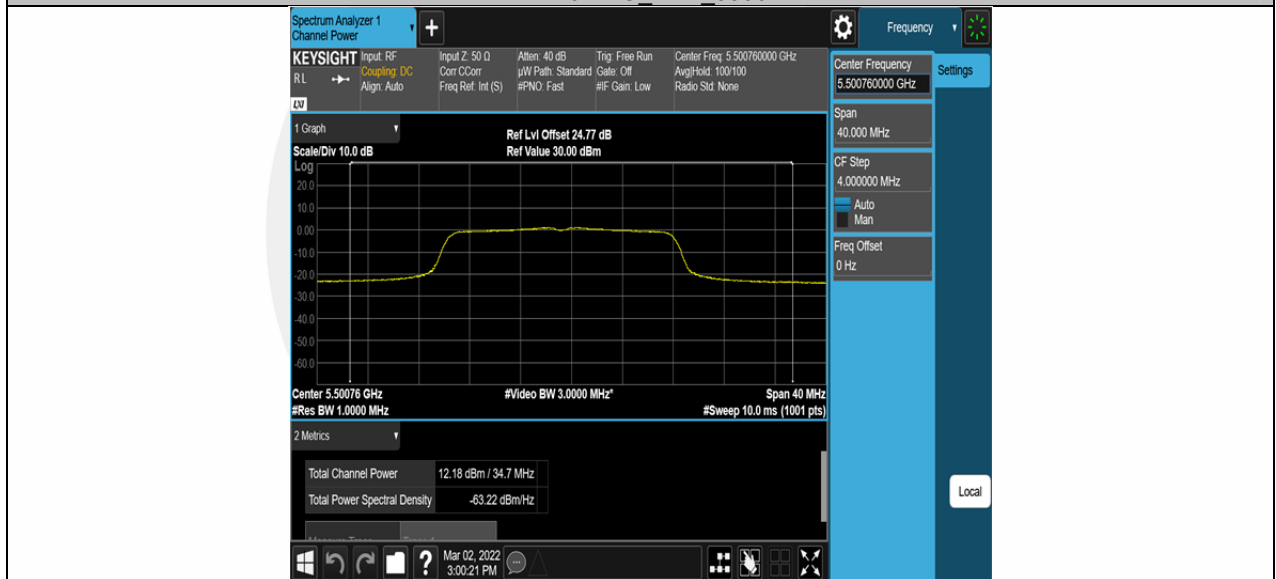 Spectrum Analyzer 1
Channel Power
+
Frequency
KEYSIGHT
RL
LXI
Input: RF
Coupling: DC
Align: Auto
Input Z: 50 Ω
Corr CCorr
Freq Ref: Int (S)
Atten: 40 dB
µW Path: Standard
#PNO: Fast
Trig: Free Run
Gate: Off
#IF Gain: Low
Center Freq: 5.500760000 GHz
Avg|Hold: 100/100
Radio Std: None
Center Frequency
5.500760000 GHz
Settings
Span
40.000 MHz
CF Step
4.000000 MHz
Auto
Man
Freq Offset
0 Hz
Local
1 Graph
Scale/Div 10.0 dB
Ref Lvl Offset 24.77 dB
Ref Value 30.00 dBm
Log
20.0
10.0
0.00
-10.0
-20.0
-30.0
-40.0
-50.0
-60.0
Center 5.50076 GHz
#Video BW 3.0000 MHz*
Span 40 MHz
#Res BW 1.0000 MHz
#Sweep 10.0 ms (1001 pts)
2 Metrics
Total Channel Power 12.18 dBm / 34.7 MHz
Total Power Spectral Density -63.22 dBm/Hz
?
Mar 02, 2022
3:00:21 PM